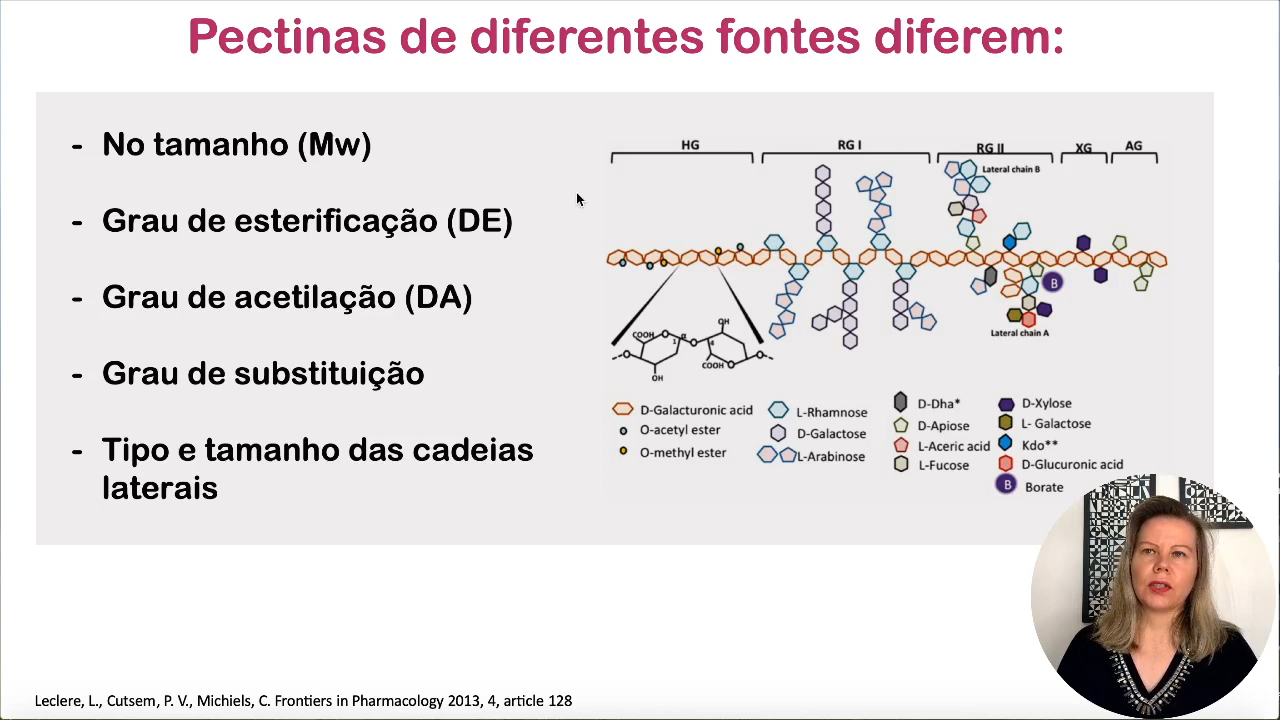 Pectinas de diferentes fontes diferem:
- No tamanho (Mw)
- Grau de esterificação (DE)
- Grau de acetilação (DA)
- Grau de substituição
- Tipo e tamanho das cadeias
laterais
HG
RG I
RG II
XG
AG
Lateral chain B
B
Lateral chain A
COOH
O
1
α
O
4
OH
OH
COOH
O
O
O
D-Galacturonic acid
O-acetyl ester
O-methyl ester
L-Rhamnose
D-Galactose
L-Arabinose
D-Dha*
D-Apiose
L-Aceric acid
L-Fucose
D-Xylose
L- Galactose
Kdo**
D-Glucuronic acid
B Borate
Leclere, L., Cutsem, P. V., Michiels, C. Frontiers in Pharmacology 2013, 4, article 128